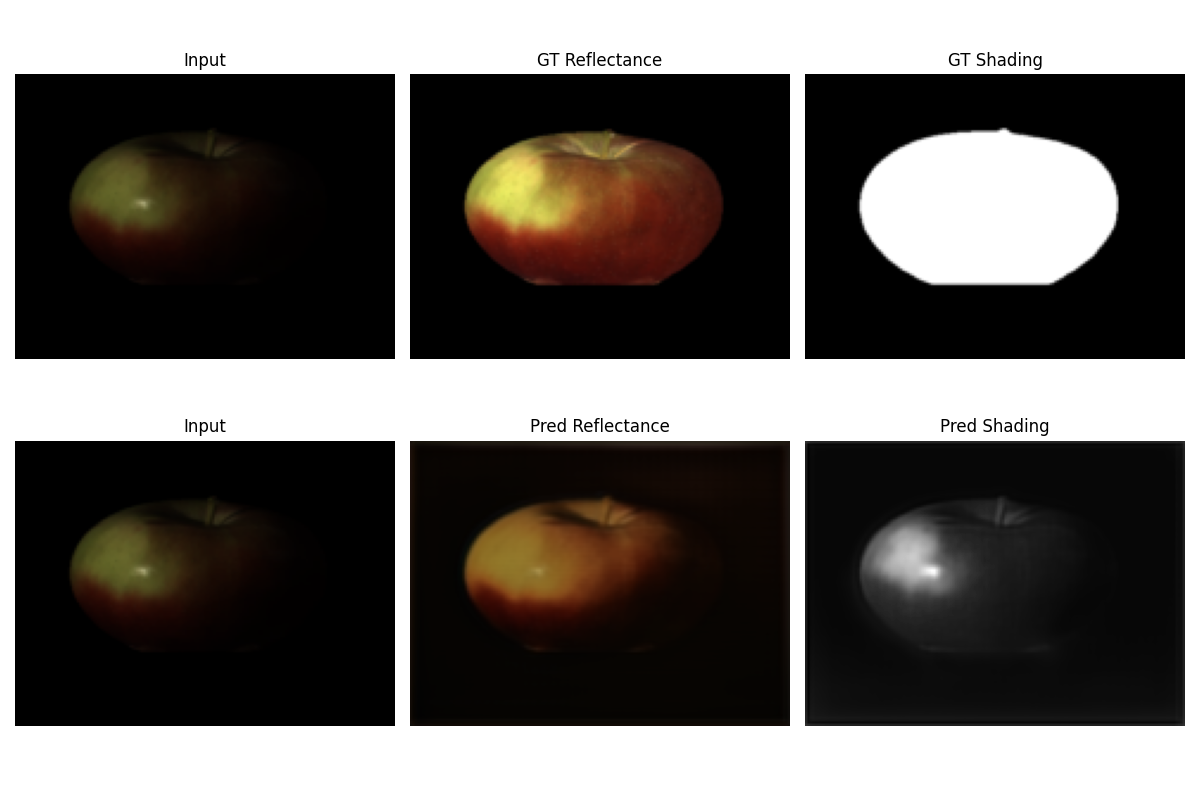 Input
GT Reflectance
GT Shading
Input
Pred Reflectance
Pred Shading